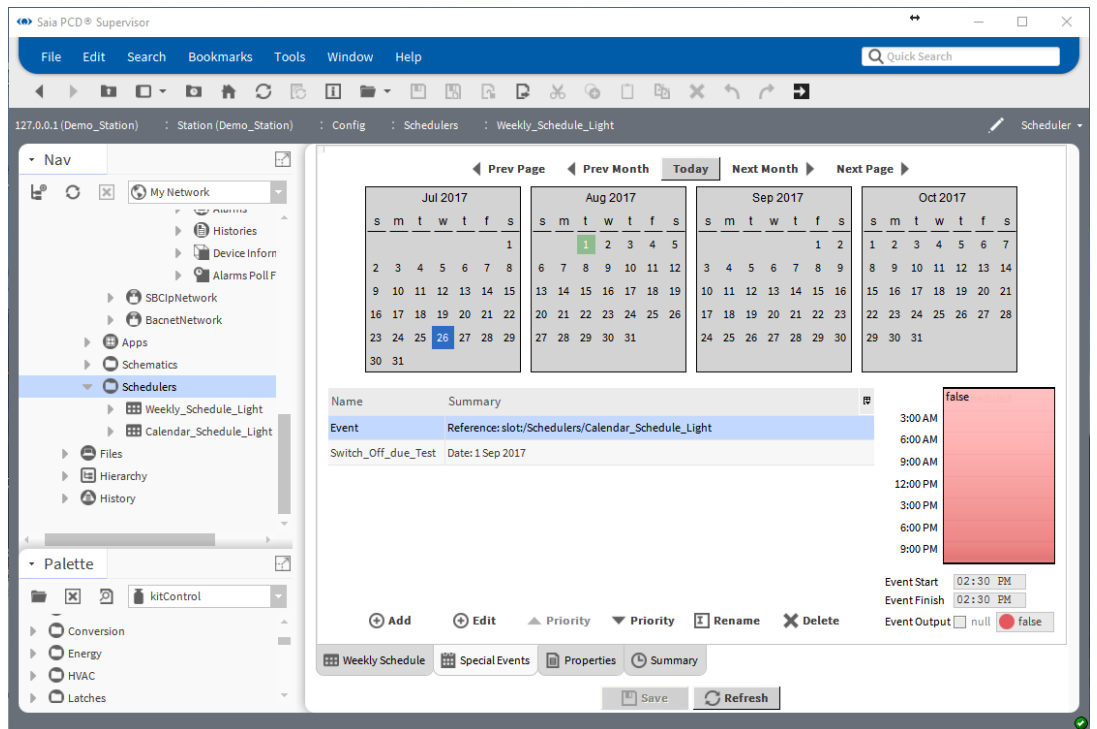 Saia PCD® Supervisor
File Edit Search Bookmarks Tools Window Help Quick Search
127.0.0.1 (Demo_Station) : Station (Demo_Station) : Config : Schedulers : Weekly_Schedule_Light Scheduler
Nav
My Network
Alarms
Histories
Device Inforn
Alarms Poll F
SBCIpNetwork
BacnetNetwork
Apps
Schematics
Schedulers
Weekly_Schedule_Light
Calendar_Schedule_Light
Files
Hierarchy
History
Palette
kitControl
Conversion
Energy
HVAC
Latches
Prev Page Prev Month Today Next Month Next Page
Jul 2017
s m t w t f s
1
2 3 4 5 6 7 8
9 10 11 12 13 14 15
16 17 18 19 20 21 22
23 24 25 26 27 28 29
30 31
Aug 2017
s m t w t f s
1 2 3 4 5
6 7 8 9 10 11 12
13 14 15 16 17 18 19
20 21 22 23 24 25 26
27 28 29 30 31
Sep 2017
s m t w t f s
1 2
3 4 5 6 7 8 9
10 11 12 13 14 15 16
17 18 19 20 21 22 23
24 25 26 27 28 29 30
Oct 2017
s m t w t f s
1 2 3 4 5 6 7
8 9 10 11 12 13 14
15 16 17 18 19 20 21
22 23 24 25 26 27 28
29 30 31
Name Summary
Event Reference: slot:/Schedulers/Calendar_Schedule_Light
Switch_Off_due_Test Date: 1 Sep 2017
false
3:00 AM
6:00 AM
9:00 AM
12:00 PM
3:00 PM
6:00 PM
9:00 PM
Event Start 02:30 PM
Event Finish 02:30 PM
Event Output null false
Add Edit Priority Priority Rename Delete
Weekly Schedule Special Events Properties Summary
Save Refresh